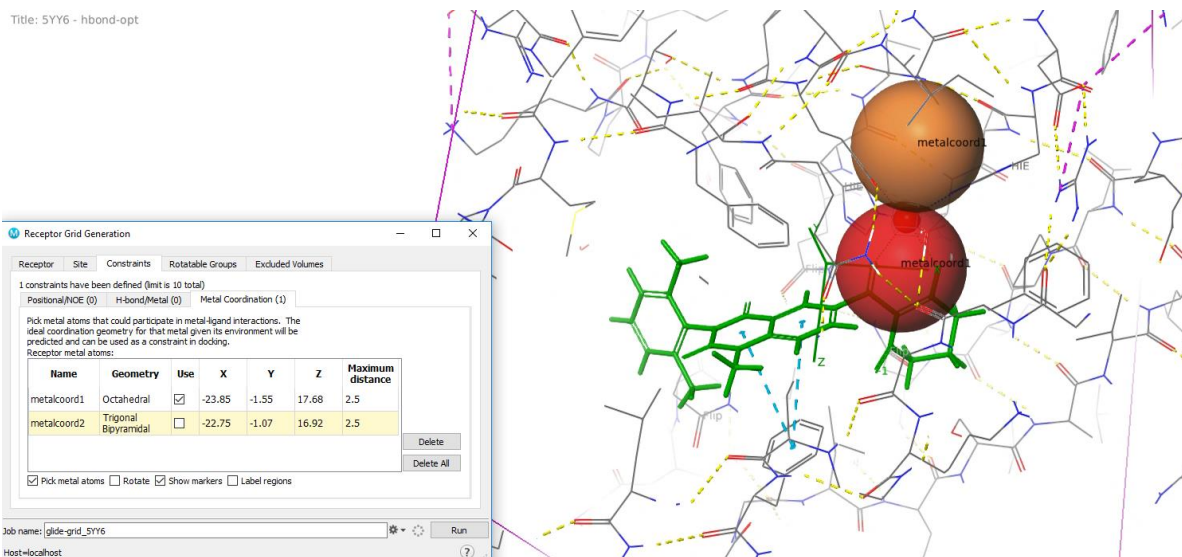 Title: 5YY6 - hbond-opt
metalcoord1
HIE
HIE
metalcoord1
Flip
Y
Z
Flip
Flip
Receptor Grid Generation
Receptor Site Constraints Rotatable Groups Excluded Volumes
1 constraints have been defined (limit is 10 total)
Positional/NOE (0) H-bond/Metal (0) Metal Coordination (1)
Pick metal atoms that could participate in metal-ligand interactions. The
ideal coordination geometry for that metal given its environment will be
predicted and can be used as a constraint in docking.
Receptor metal atoms:
Name Geometry Use X Y Z Maximum distance
metalcoord1 Octahedral -23.85 -1.55 17.68 2.5
metalcoord2 Trigonal Bipyramidal -22.75 -1.07 16.92 2.5
Delete
Delete All
Pick metal atoms Rotate Show markers Label regions
Job name: glide-grid_5YY6 Run
Host=localhost ?